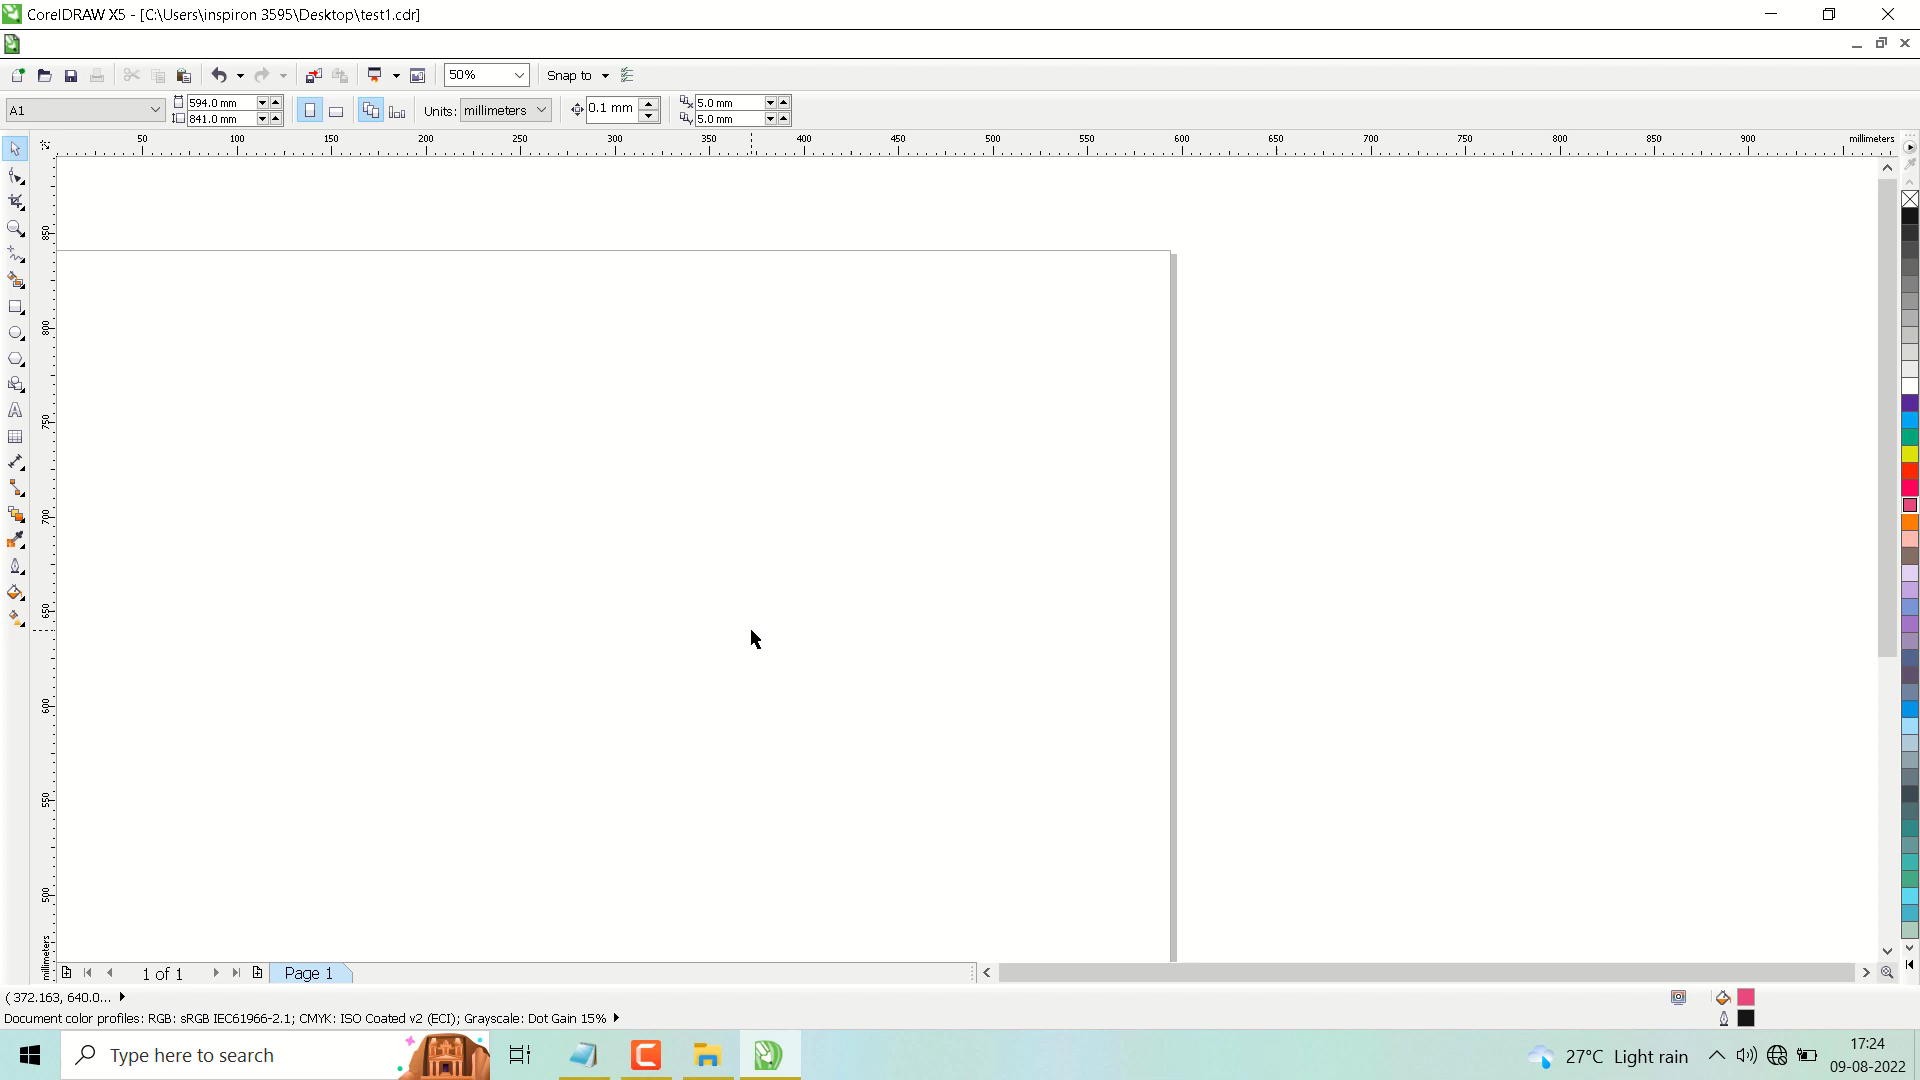 CorelDRAW X5 - [C:\Users\inspiron 3595\Desktop\test1.cdr]
50%
Snap to
A1
594.0 mm
841.0 mm
Units:
millimeters
0.1 mm
5.0 mm
5.0 mm
50 100 150 200 250 300 350 400 450 500 550 600 650 700 750 800 850 900 millimeters
850
800
750
700
650
600
550
500
millimeters
1 of 1
Page 1
( 372.163, 640.0...
Document color profiles: RGB: sRGB IEC61966-2.1; CMYK: ISO Coated v2 (ECI); Grayscale: Dot Gain 15%
Type here to search
27°C Light rain
17:24
09-08-2022